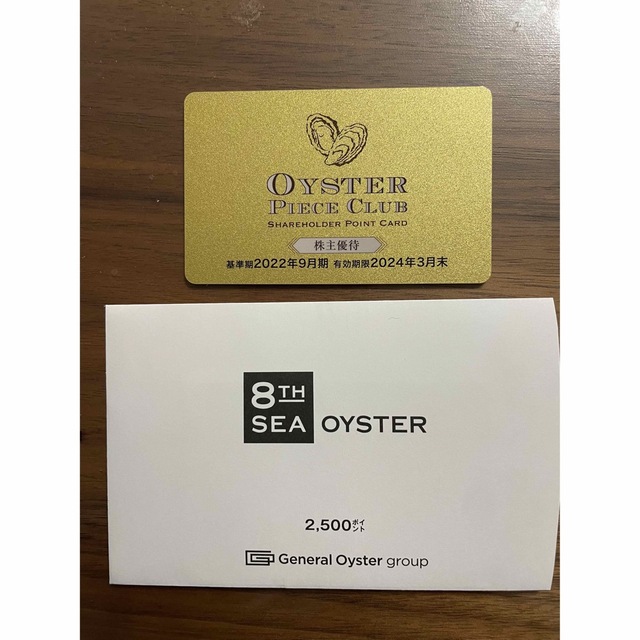 OYSTER
PIECE CLUB
SHAREHOLDER POINT CARD
株主優待
基準期2022年9月期 有効期限2024年3月末
8TH
SEA OYSTER
2,500ポイント
General Oyster group